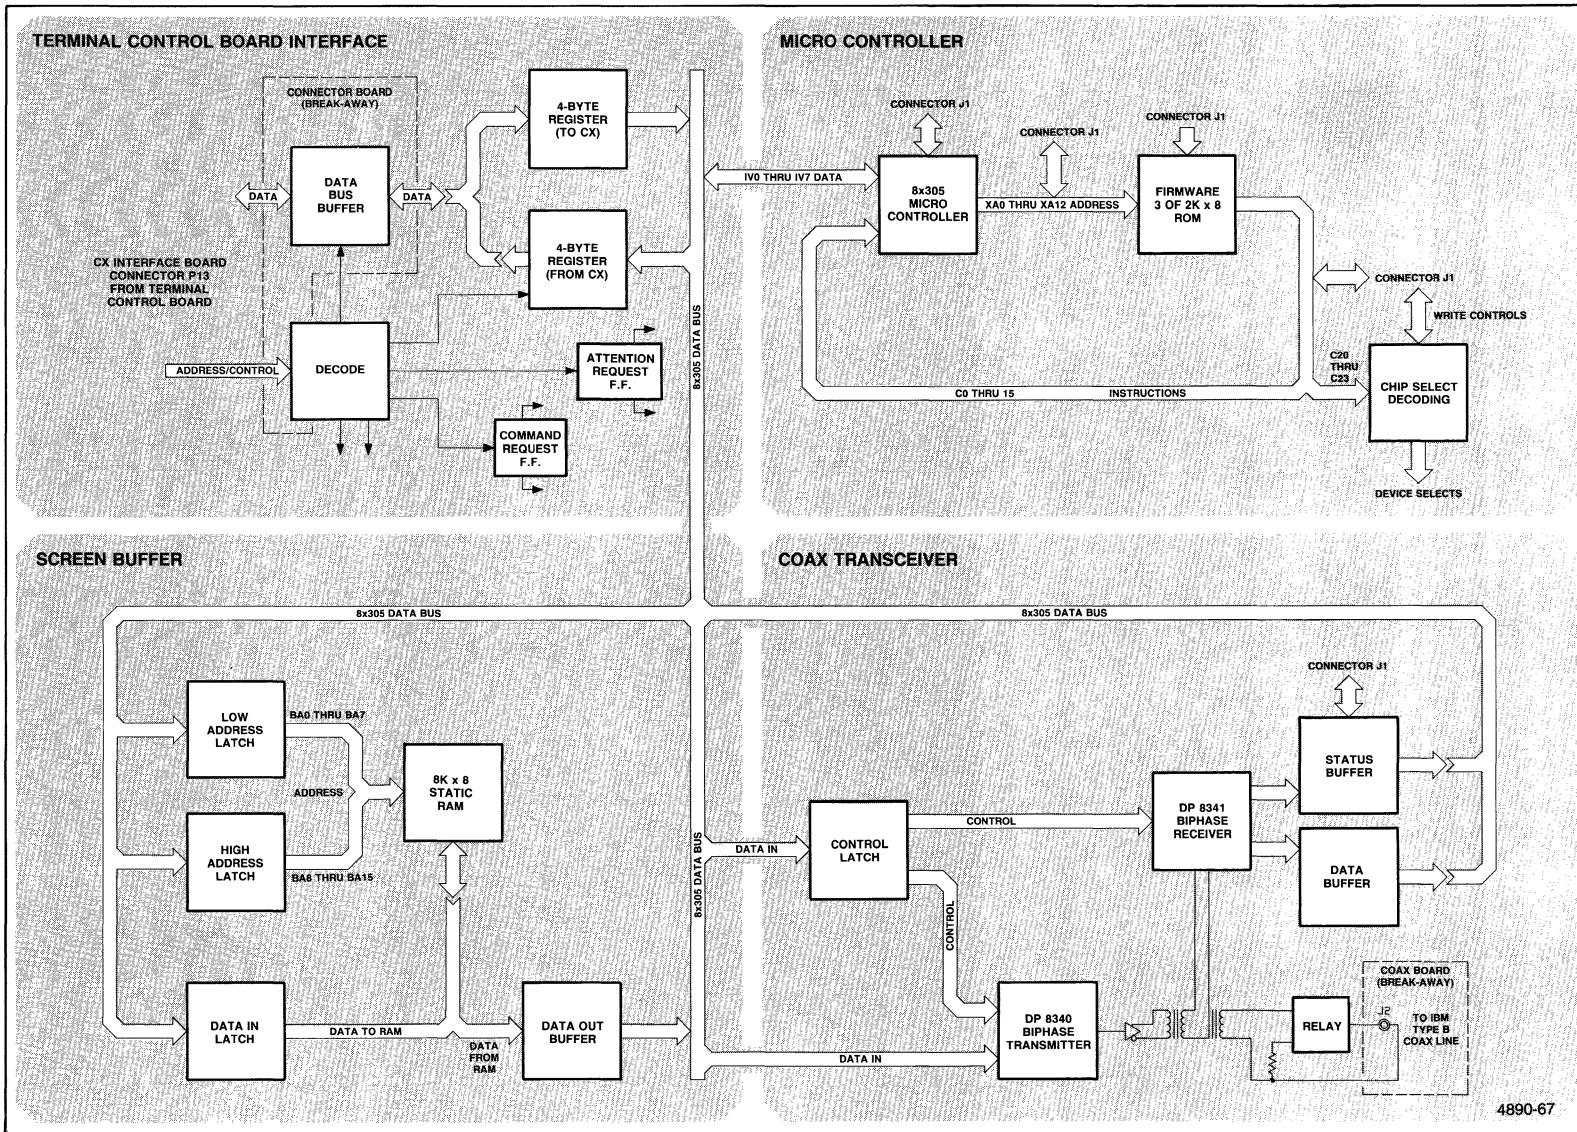 TERMINAL CONTROL BOARD INTERFACE
CONNECTOR BOARD
(BREAK-AWAY)
DATA
BUS
BUFFER
DATA
DATA
4-BYTE
REGISTER
(TO CX)
4-BYTE
REGISTER
(FROM CX)
CX INTERFACE BOARD
CONNECTOR P13
FROM TERMINAL
CONTROL BOARD
ADDRESS/CONTROL
DECODE
ATTENTION
REQUEST
F.F.
COMMAND
REQUEST
F.F.
8x305 DATA BUS
MICRO CONTROLLER
CONNECTOR J1
CONNECTOR J1
CONNECTOR J1
IV0 THRU IV7 DATA
8x305
MICRO
CONTROLLER
XA0 THRU XA12 ADDRESS
FIRMWARE
3 OF 2K x 8
ROM
CONNECTOR J1
WRITE CONTROLS
C20
THRU
C23
C0 THRU 15
INSTRUCTIONS
CHIP SELECT
DECODING
DEVICE SELECTS
SCREEN BUFFER
8x305 DATA BUS
LOW
ADDRESS
LATCH
BA0 THRU BA7
ADDRESS
8K x 8
STATIC
RAM
HIGH
ADDRESS
LATCH
BA8 THRU BA15
DATA IN
LATCH
DATA TO RAM
DATA
FROM
RAM
DATA OUT
BUFFER
8x305 DATA BUS
COAX TRANSCEIVER
8x305 DATA BUS
CONNECTOR J1
STATUS
BUFFER
DP 8341
BIPHASE
RECEIVER
CONTROL
DATA IN
CONTROL
LATCH
DATA
BUFFER
CONTROL
COAX BOARD
(BREAK-AWAY)
DP 8340
BIPHASE
TRANSMITTER
RELAY
J2
TO IBM
TYPE B
COAX LINE
DATA IN
4890-67